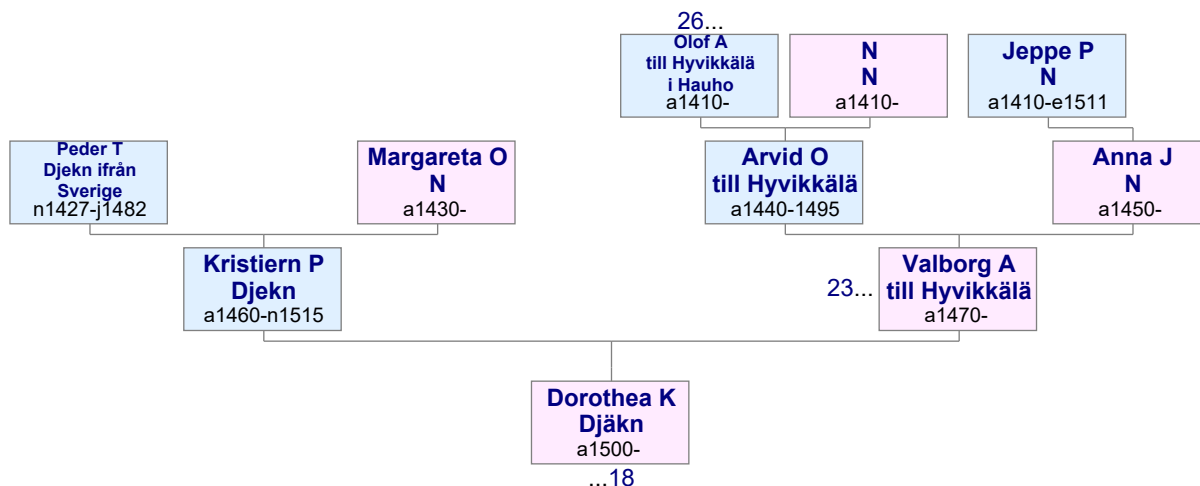 26...
Olof A
till Hyvikkälä
i Hauho
a1410-
N
N
a1410-
Jeppe P
N
a1410-e1511
Peder T
Djekn ifrån
Sverige
n1427-j1482
Margareta O
N
a1430-
Arvid O
till Hyvikkälä
a1440-1495
Anna J
N
a1450-
Kristiern P
Djekn
a1460-n1515
23...
Valborg A
till Hyvikkälä
a1470-
Dorothea K
Djäkn
a1500-
...18